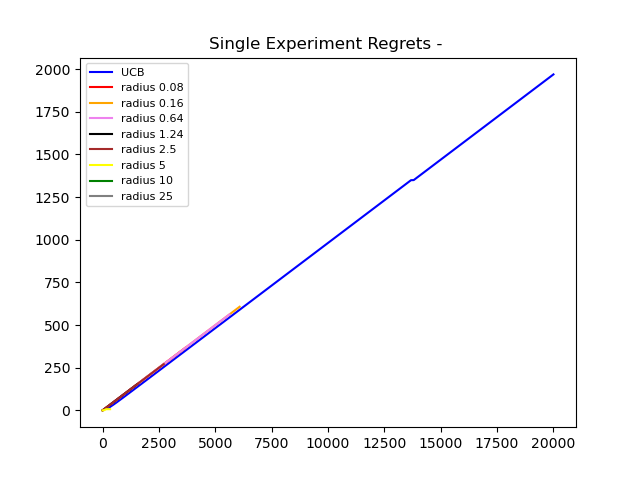 Single Experiment Regrets -
2000
1750
1500
1250
1000
750
500
250
0
UCB
radius 0.08
radius 0.16
radius 0.64
radius 1.24
radius 2.5
radius 5
radius 10
radius 25
0 2500 5000 7500 10000 12500 15000 17500 20000